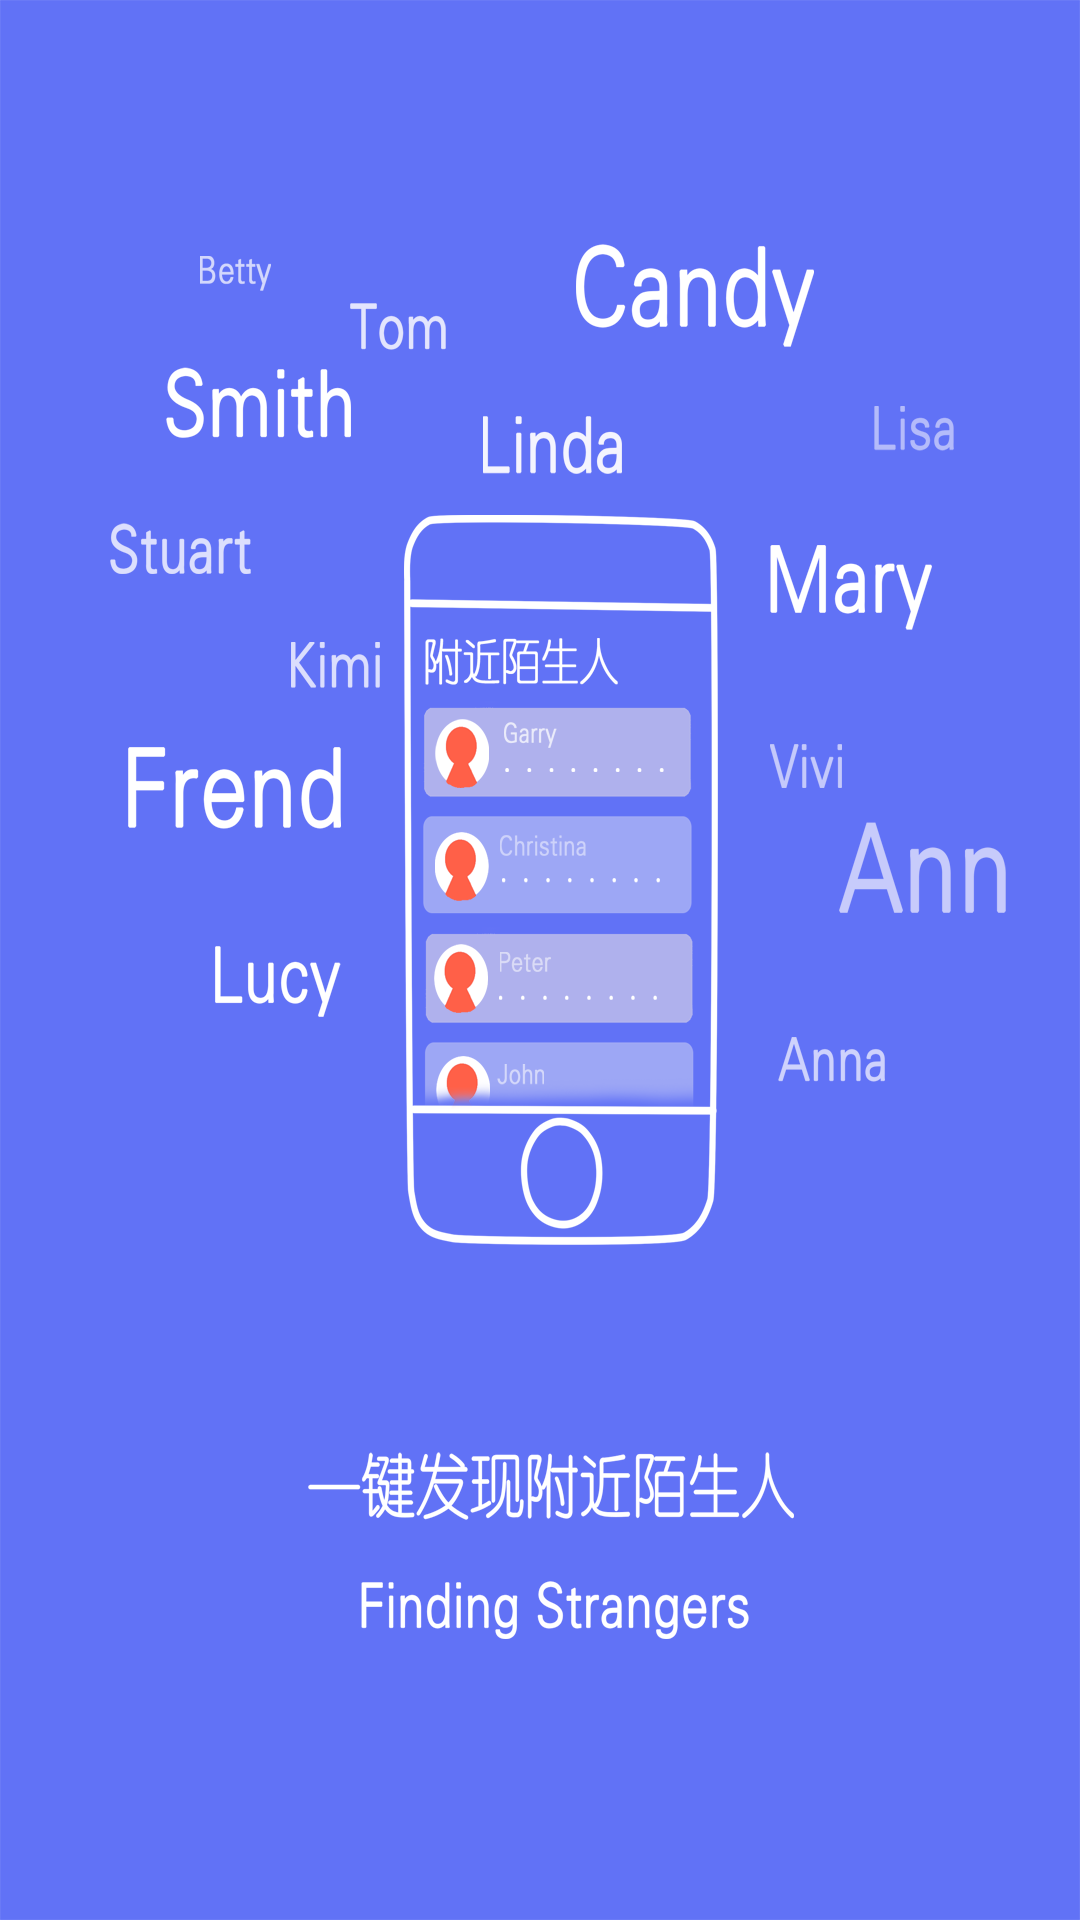 Betty
Candy
Tom
Smith
Linda
Lisa
Stuart
Mary
Kimi
附近陌生人
Garry
Frend
Vivi
Christina
Ann
Peter
Lucy
Anna
John
一键发现附近陌生人
Finding Strangers